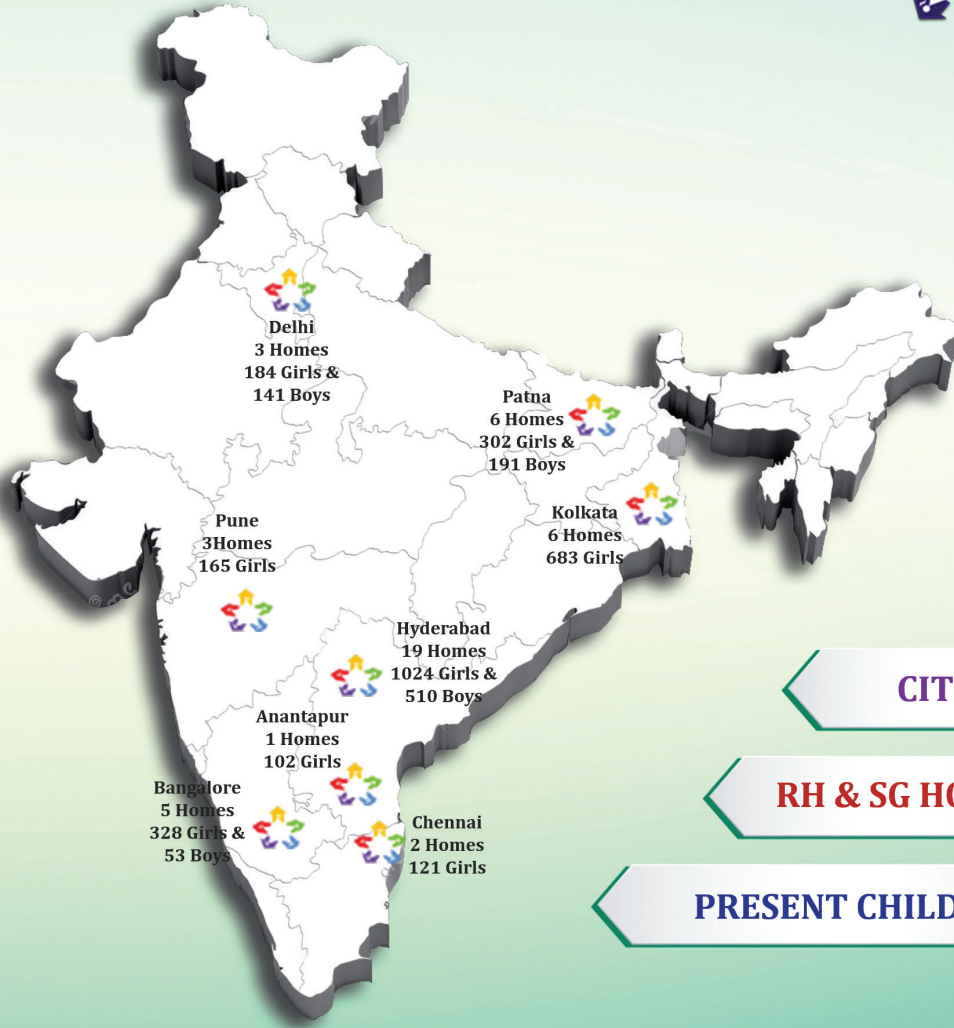 Delhi
3 Homes
184 Girls &
141 Boys
Patna
6 Homes
302 Girls &
191 Boys
Kolkata
6 Homes
683 Girls
Pune
3Homes
165 Girls
Hyderabad
19 Homes
1024 Girls &
510 Boys
Anantapur
1 Homes
102 Girls
Bangalore
5 Homes
328 Girls &
53 Boys
Chennai
2 Homes
121 Girls
CIT
RH & SG HO
PRESENT CHILD